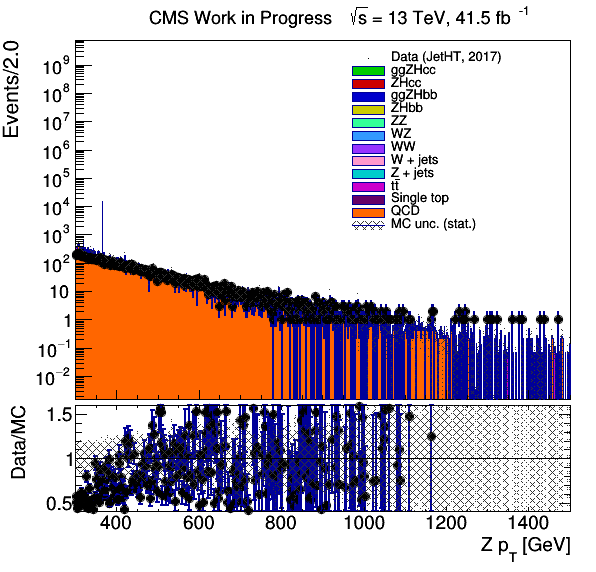 CMS Work in Progress √s = 13 TeV, 41.5 fb⁻¹
Events/2.0
10⁹
10⁸
10⁷
10⁶
10⁵
10⁴
10³
10²
10
1
10⁻¹
10⁻²
Data (JetHT, 2017)
ggZHcc
ZHcc
ggZHbb
ZHbb
ZZ
WZ
WW
W + jets
Z + jets
tt̄
Single top
QCD
MC unc. (stat.)
Data/MC
1.5
1
0.5
400 600 800 1000 1200 1400
Z p_T [GeV]